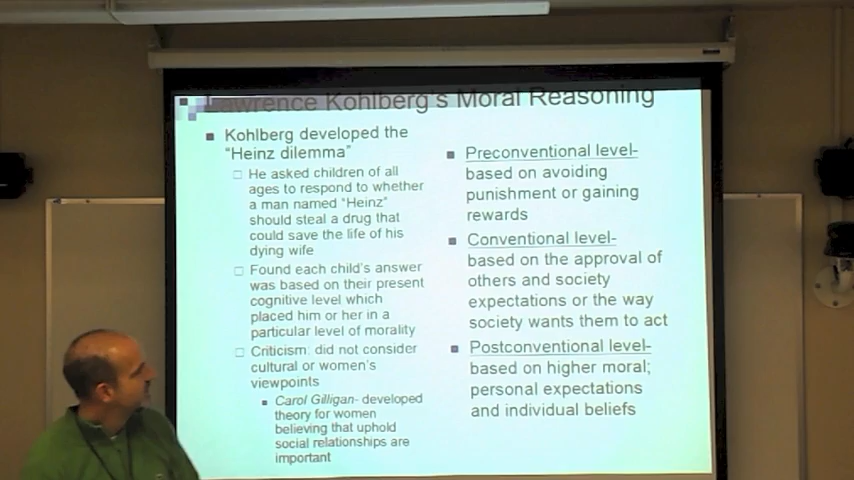 Lawrence Kohlberg's Moral Reasoning
Kohlberg developed the
"Heinz dilemma"
He asked children of all
ages to respond to whether
a man named "Heinz"
should steal a drug that
could save the life of his
dying wife
Found each child's answer
was based on their present
cognitive level which
placed him or her in a
particular level of morality
Criticism: did not consider
cultural or women's
viewpoints
Carol Gilligan- developed
theory for women
believing that uphold
social relationships are
important
Preconventional level-
based on avoiding
punishment or gaining
rewards
Conventional level-
based on the approval of
others and society
expectations or the way
society wants them to act
Postconventional level-
based on higher moral;
personal expectations
and individual beliefs